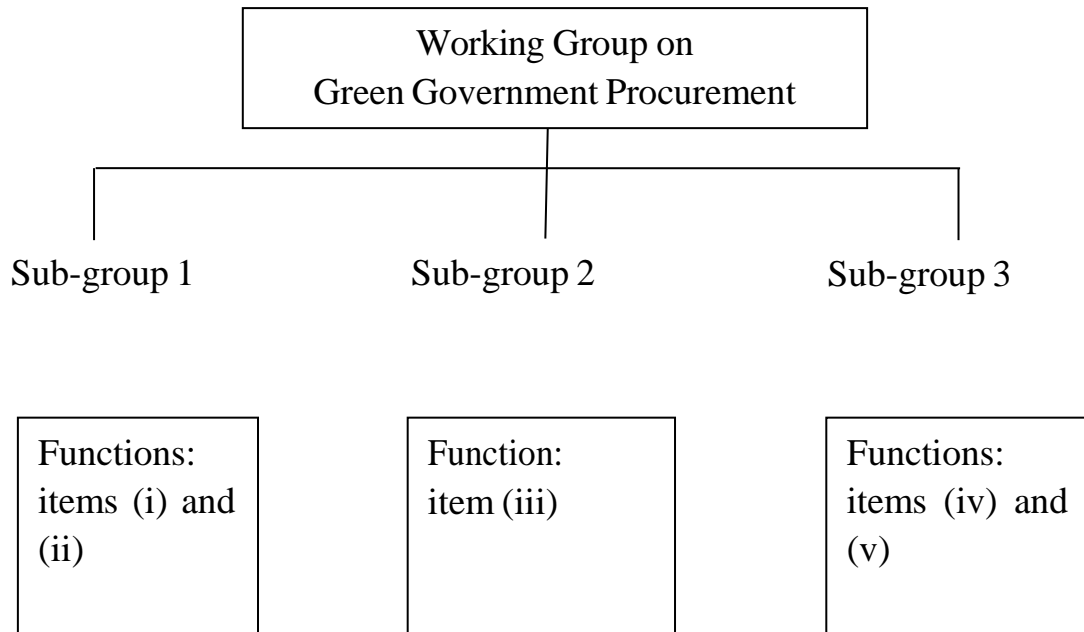 Working Group on
Green Government Procurement
Sub-group 1
Sub-group 2
Sub-group 3
Functions:
items (i) and
(ii)
Function:
item (iii)
Functions:
items (iv) and
(v)